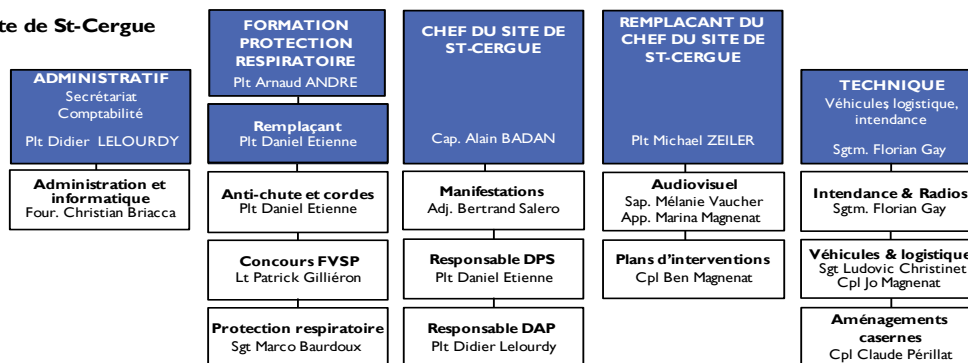 te de St-Cergue
ADMINISTRATIF
Secrétariat
Comptabilité
Plt Didier LELOURDY
Administration et
informatique
Four. Christian Briacca
FORMATION
PROTECTION
RESPIRATOIRE
Plt Arnaud ANDRE
Remplaçant
Plt Daniel Etienne
Anti-chute et cordes
Plt Daniel Etienne
Concours FVSP
Lt Patrick Gilliéron
Protection respiratoire
Sgt Marco Baurdoux
CHEF DU SITE DE
ST-CERGUE
Cap. Alain BADAN
Manifestations
Adj. Bertrand Salero
Responsable DPS
Plt Daniel Etienne
Responsable DAP
Plt Didier Lelourdy
REMPLACANT DU
CHEF DU SITE DE
ST-CERGUE
Plt Michael ZEILER
Audiovisuel
Sap. Mélanie Vaucher
App. Marina Magnenat
Plans d'interventions
Cpl Ben Magnenat
TECHNIQUE
Véhicules logistique,
intendance
Sgtm. Florian Gay
Intendance & Radios
Sgtm. Florian Gay
Véhicules & logistique
Sgt Ludovic Christinet
Cpl Jo Magnenat
Aménagements
casernes
Cpl Claude Périllat